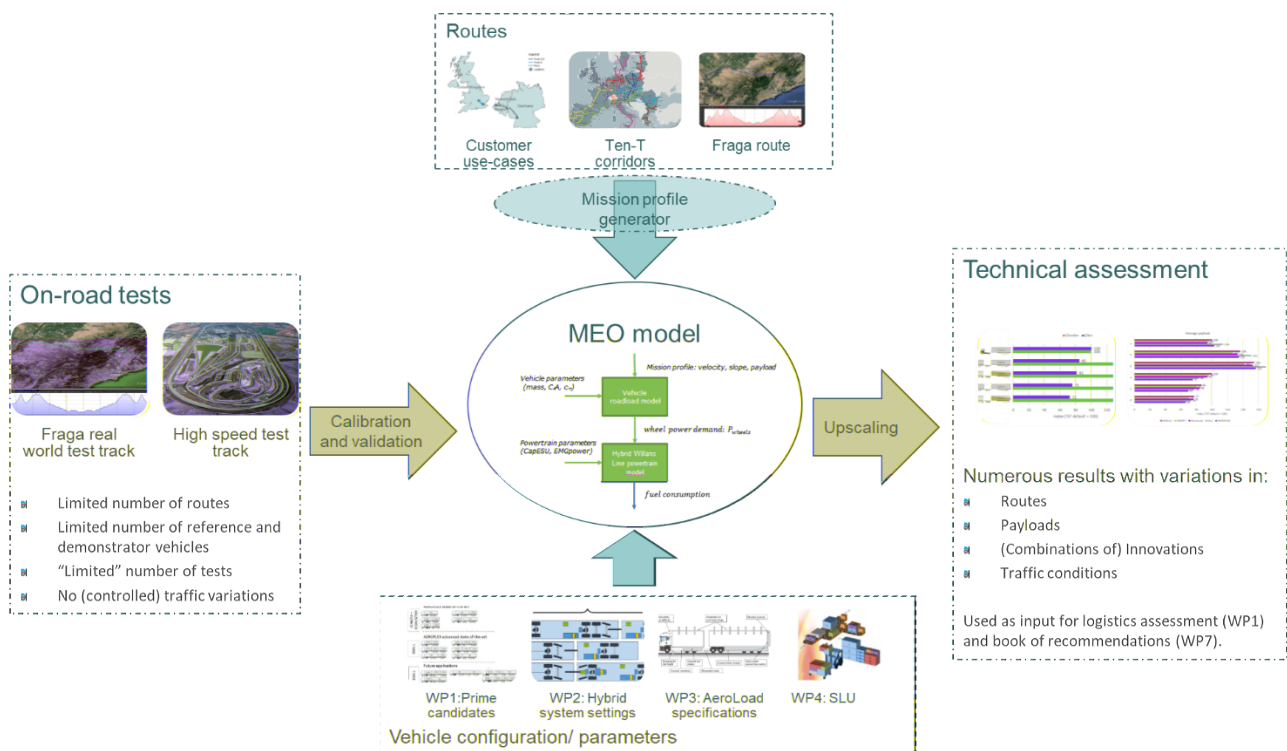 Routes
Customer
use-cases
Ten-T
corridors
Fraga route
Mission profile
generator
On-road tests
Fraga real
world test track
High speed test
track
Limited number of routes
Limited number of reference and
demonstrator vehicles
“Limited” number of tests
No (controlled) traffic variations
Calibration
and validation
MEO model
Mission profile: velocity, slope, payload
Vehicle parameters
Vehicle
roadload model
wheel power demand: Pwheels
Powertrain parameters
(CapESU, EMGpower)
Hybrid Willans
Line powertrain
model
fuel consumption
Upscaling
Technical assessment
Numerous results with variations in:
Routes
Payloads
(Combinations of) Innovations
Traffic conditions
Used as input for logistics assessment (WP1)
and book of recommendations (WP7).
WP1:Prime
candidates
WP2: Hybrid
system settings
WP3: AeroLoad
specifications
WP4: SLU
Vehicle configuration/ parameters